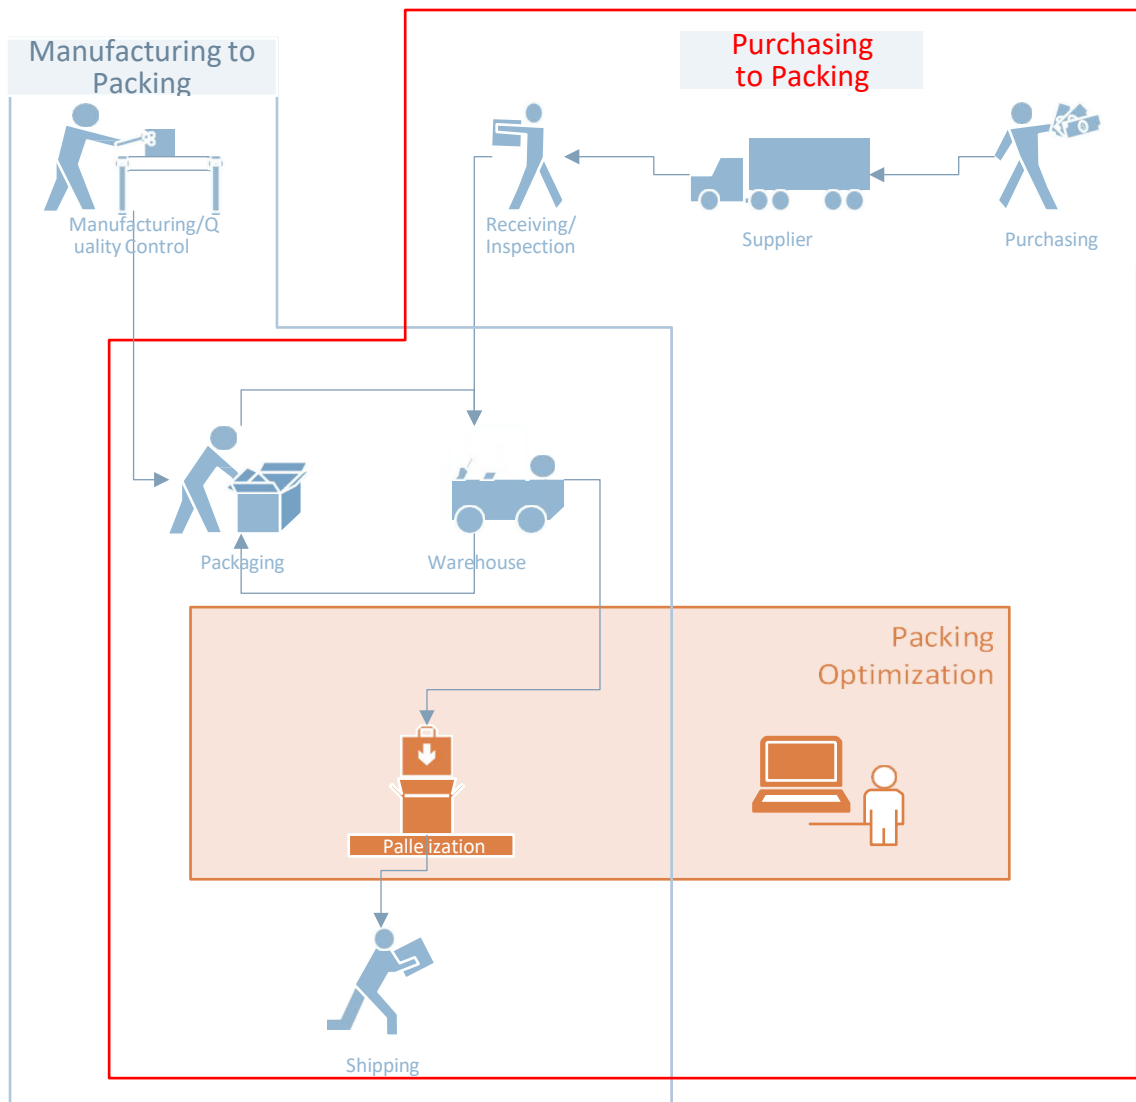 Manufacturing to
Packing
Purchasing
to Packing
Manufacturing/Q
uality Control
Receiving/
Inspection
Supplier
Purchasing
Packaging
Warehouse
Packing
Optimization
Palletization
Shipping